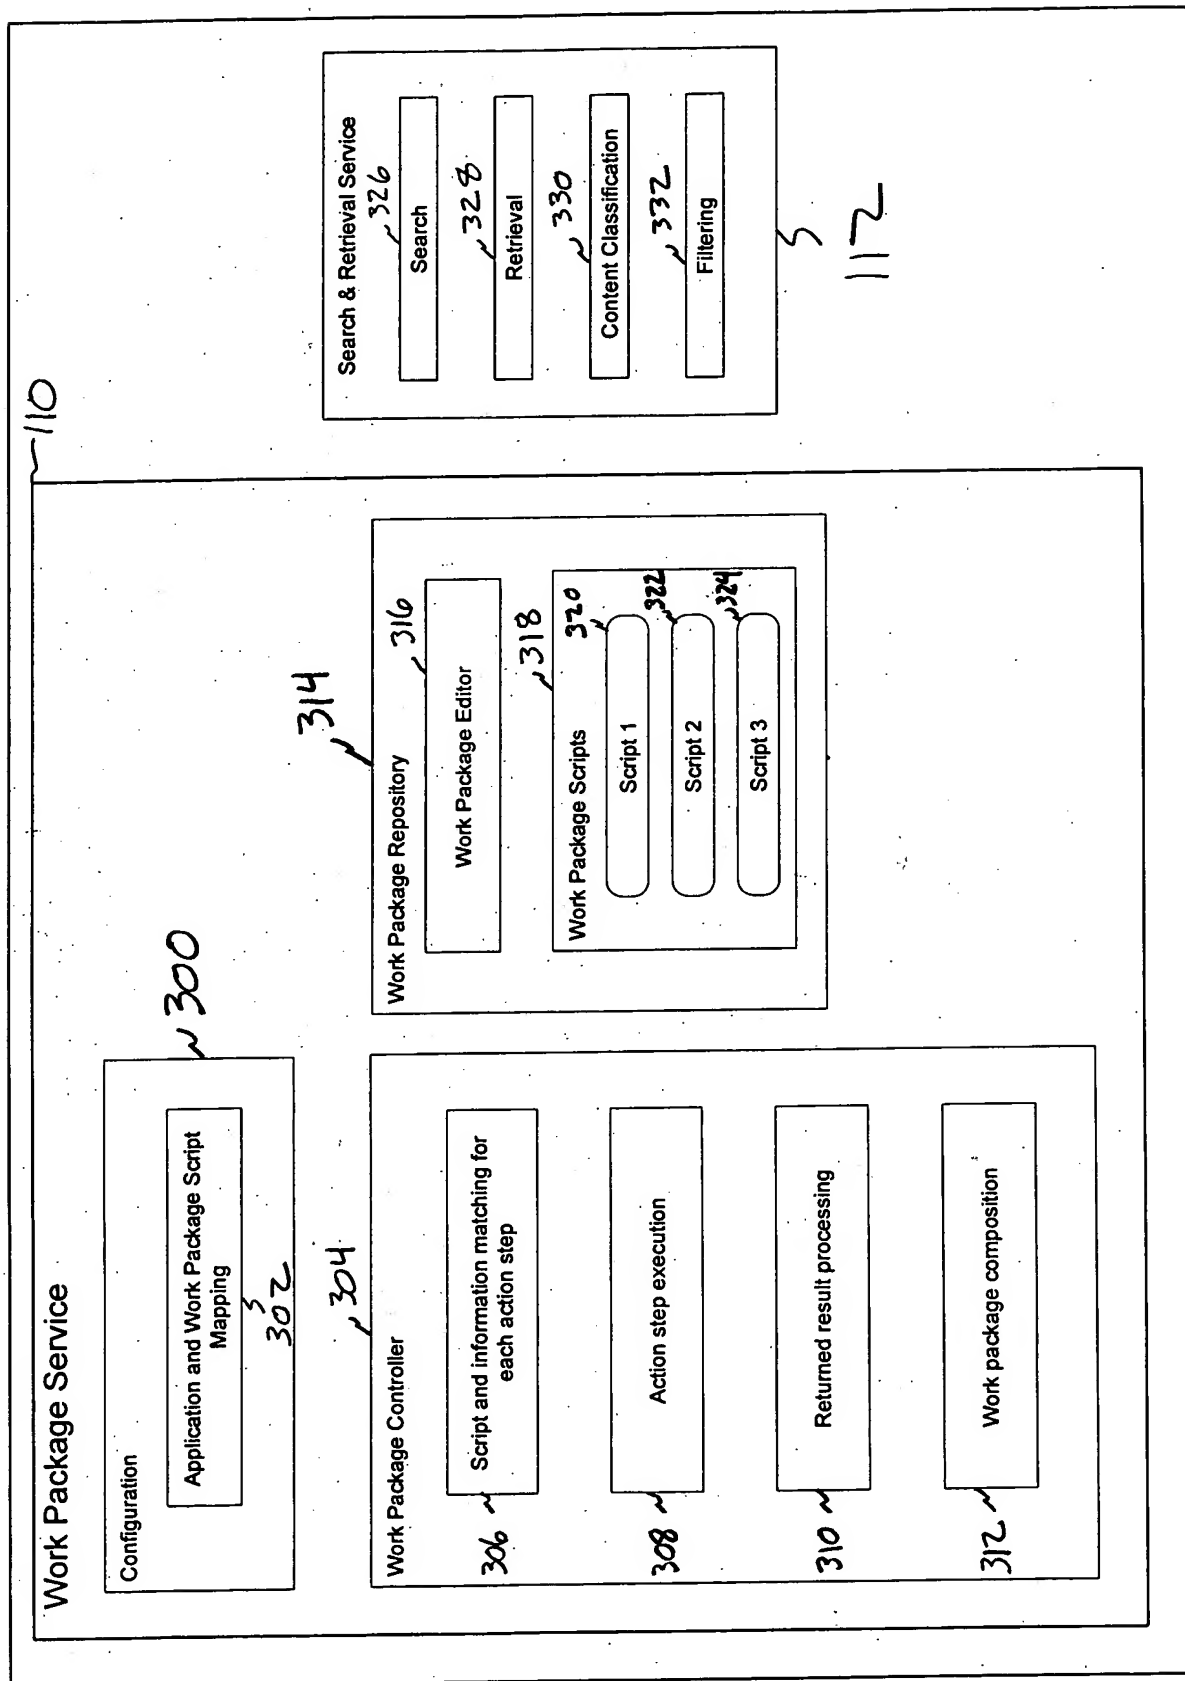 Work Package Service
110
Configuration
300
Application and Work Package Script
Mapping
302
Work Package Controller
304
306
Script and information matching for
each action step
308
Action step execution
310
Returned result processing
312
Work package composition
314
Work Package Repository
316
Work Package Editor
318
Work Package Scripts
320
Script 1
322
Script 2
324
Script 3
Search & Retrieval Service
326
Search
328
Retrieval
330
Content Classification
332
Filtering
112